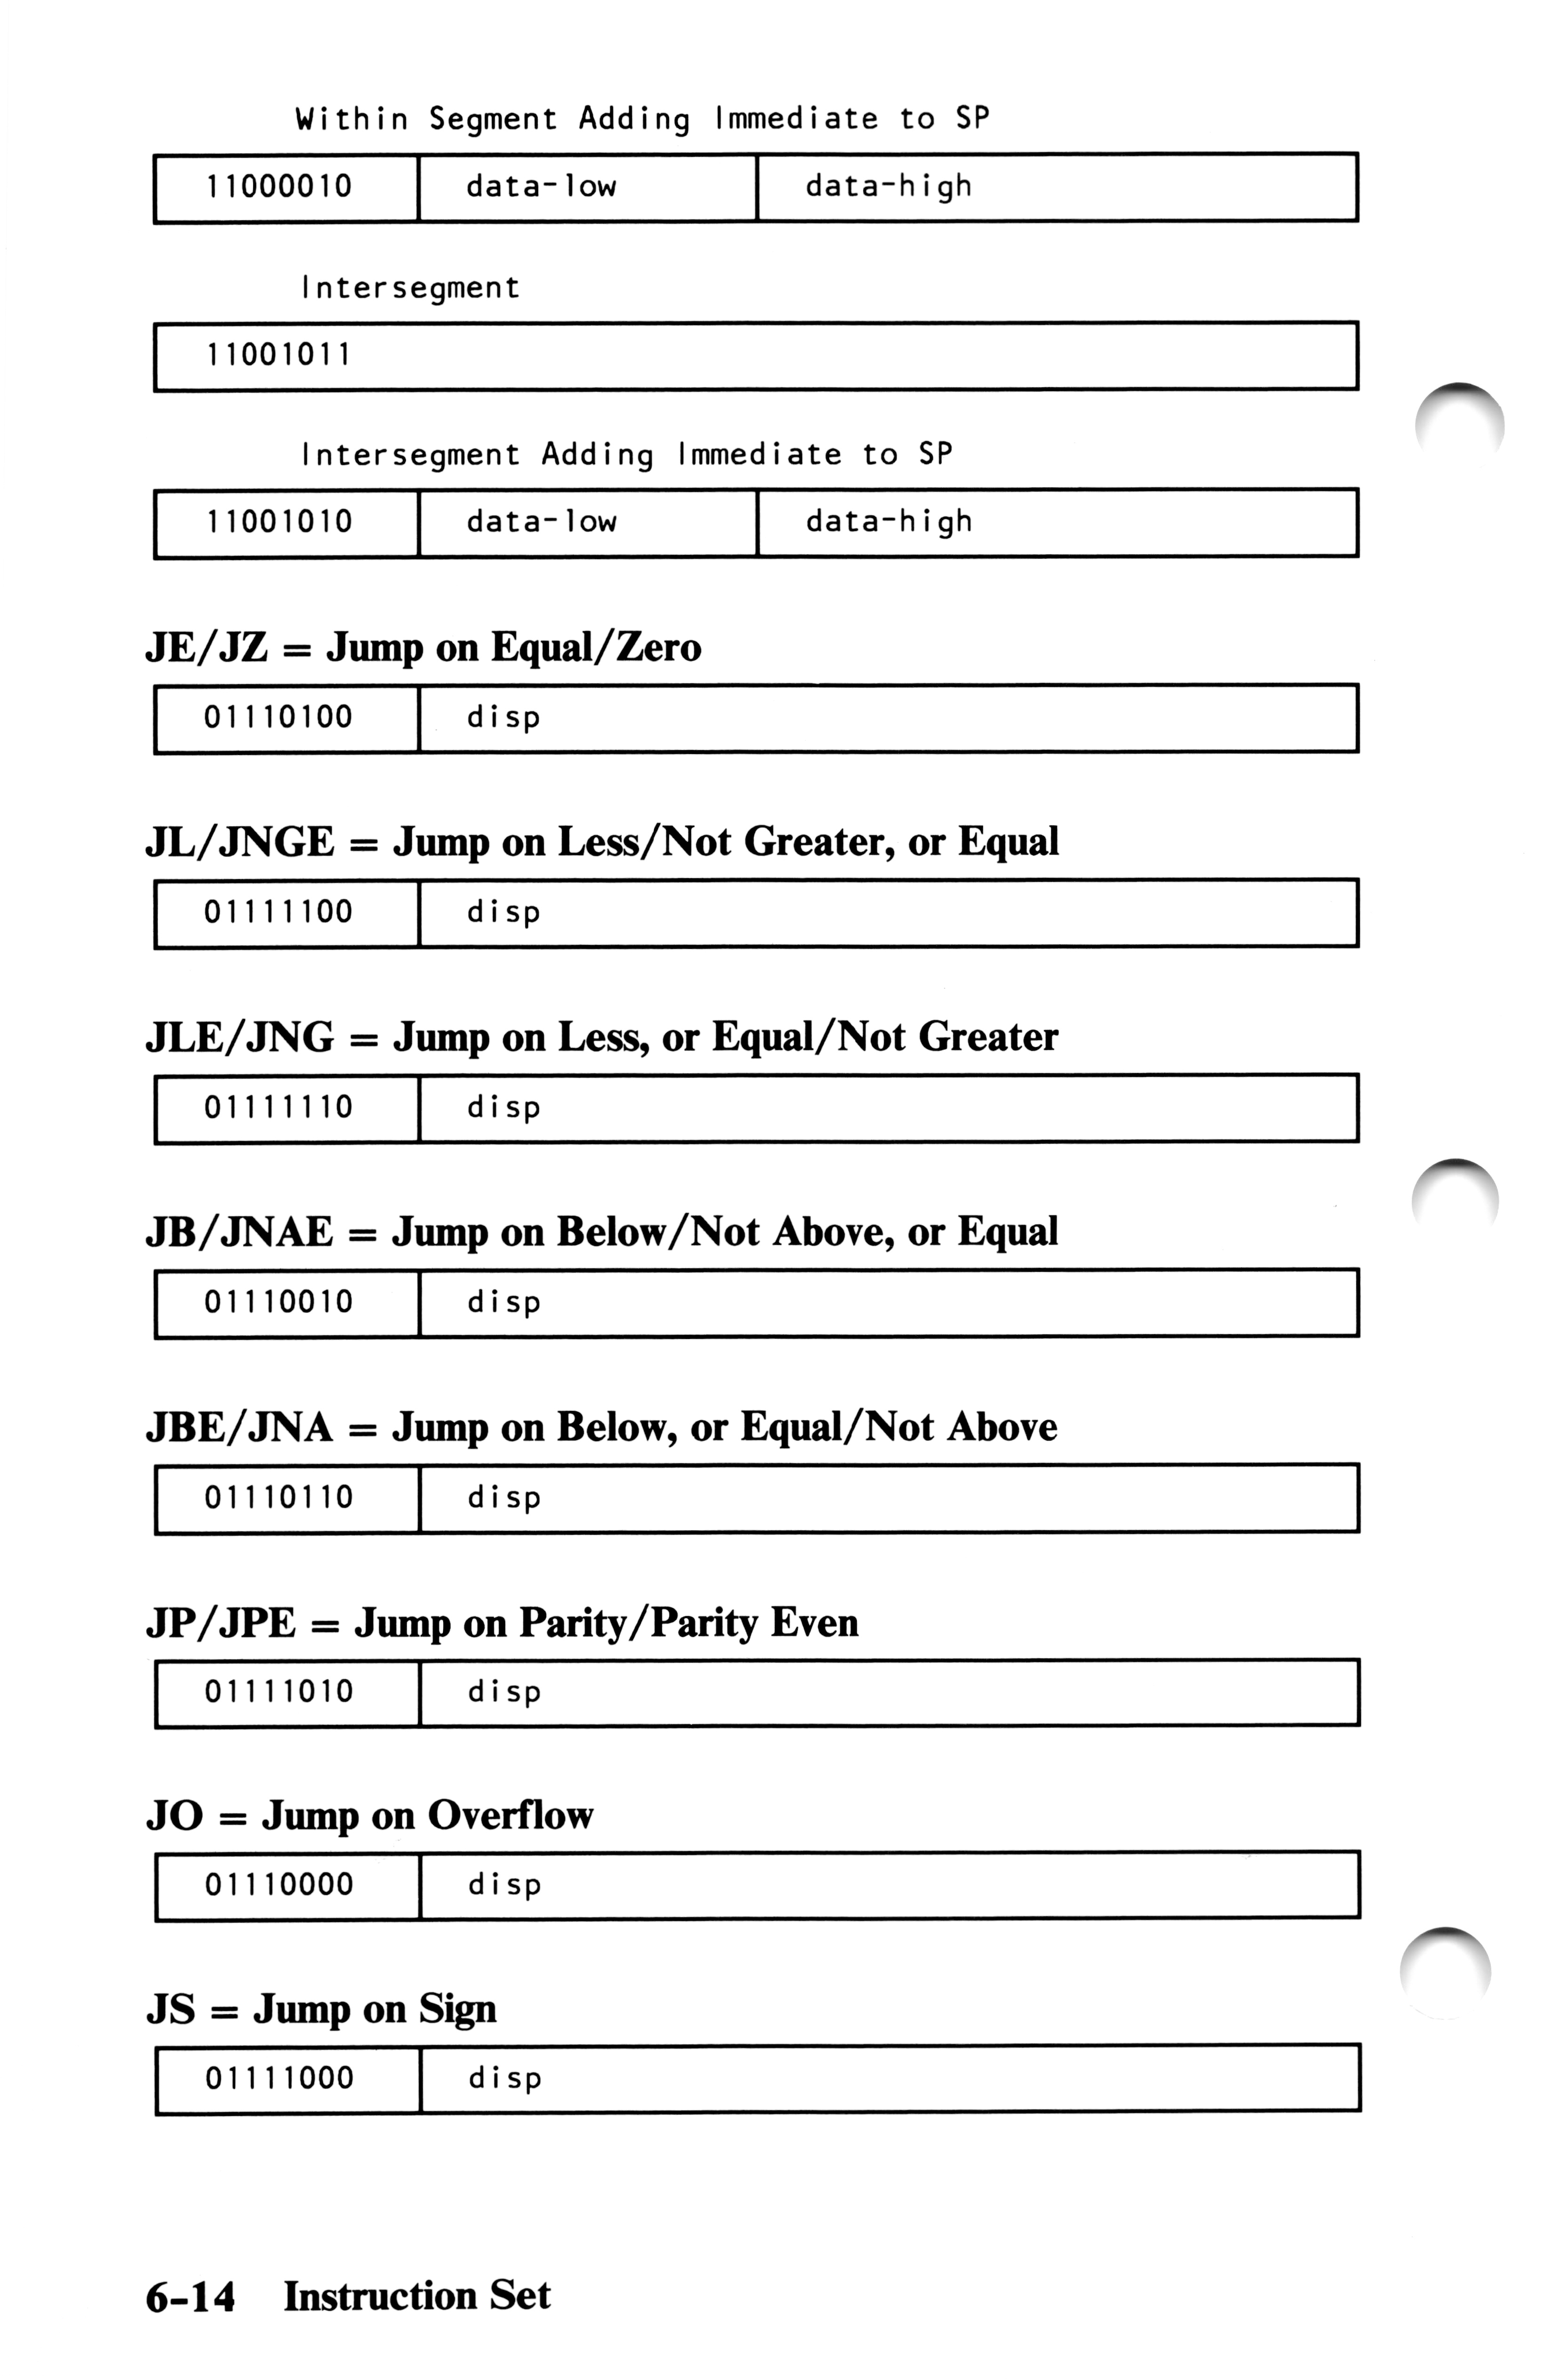 Within Segment Adding Immediate to SP
11000010 data-low data-high
Intersegment
11001011
Intersegment Adding Immediate to SP
11001010 data-low data-high
JE/JZ = Jump on Equal/Zero
01110100 disp
JL/JNGE = Jump on Less/Not Greater, or Equal
01111100 disp
JLE/JNG = Jump on Less, or Equal/Not Greater
01111110 disp
JB/JNAE = Jump on Below/Not Above, or Equal
01110010 disp
JBE/JNA = Jump on Below, or Equal/Not Above
01110110 disp
JP/JPE = Jump on Parity/Parity Even
01111010 disp
JO = Jump on Overflow
01110000 disp
JS = Jump on Sign
01111000 disp
6-14 Instruction Set